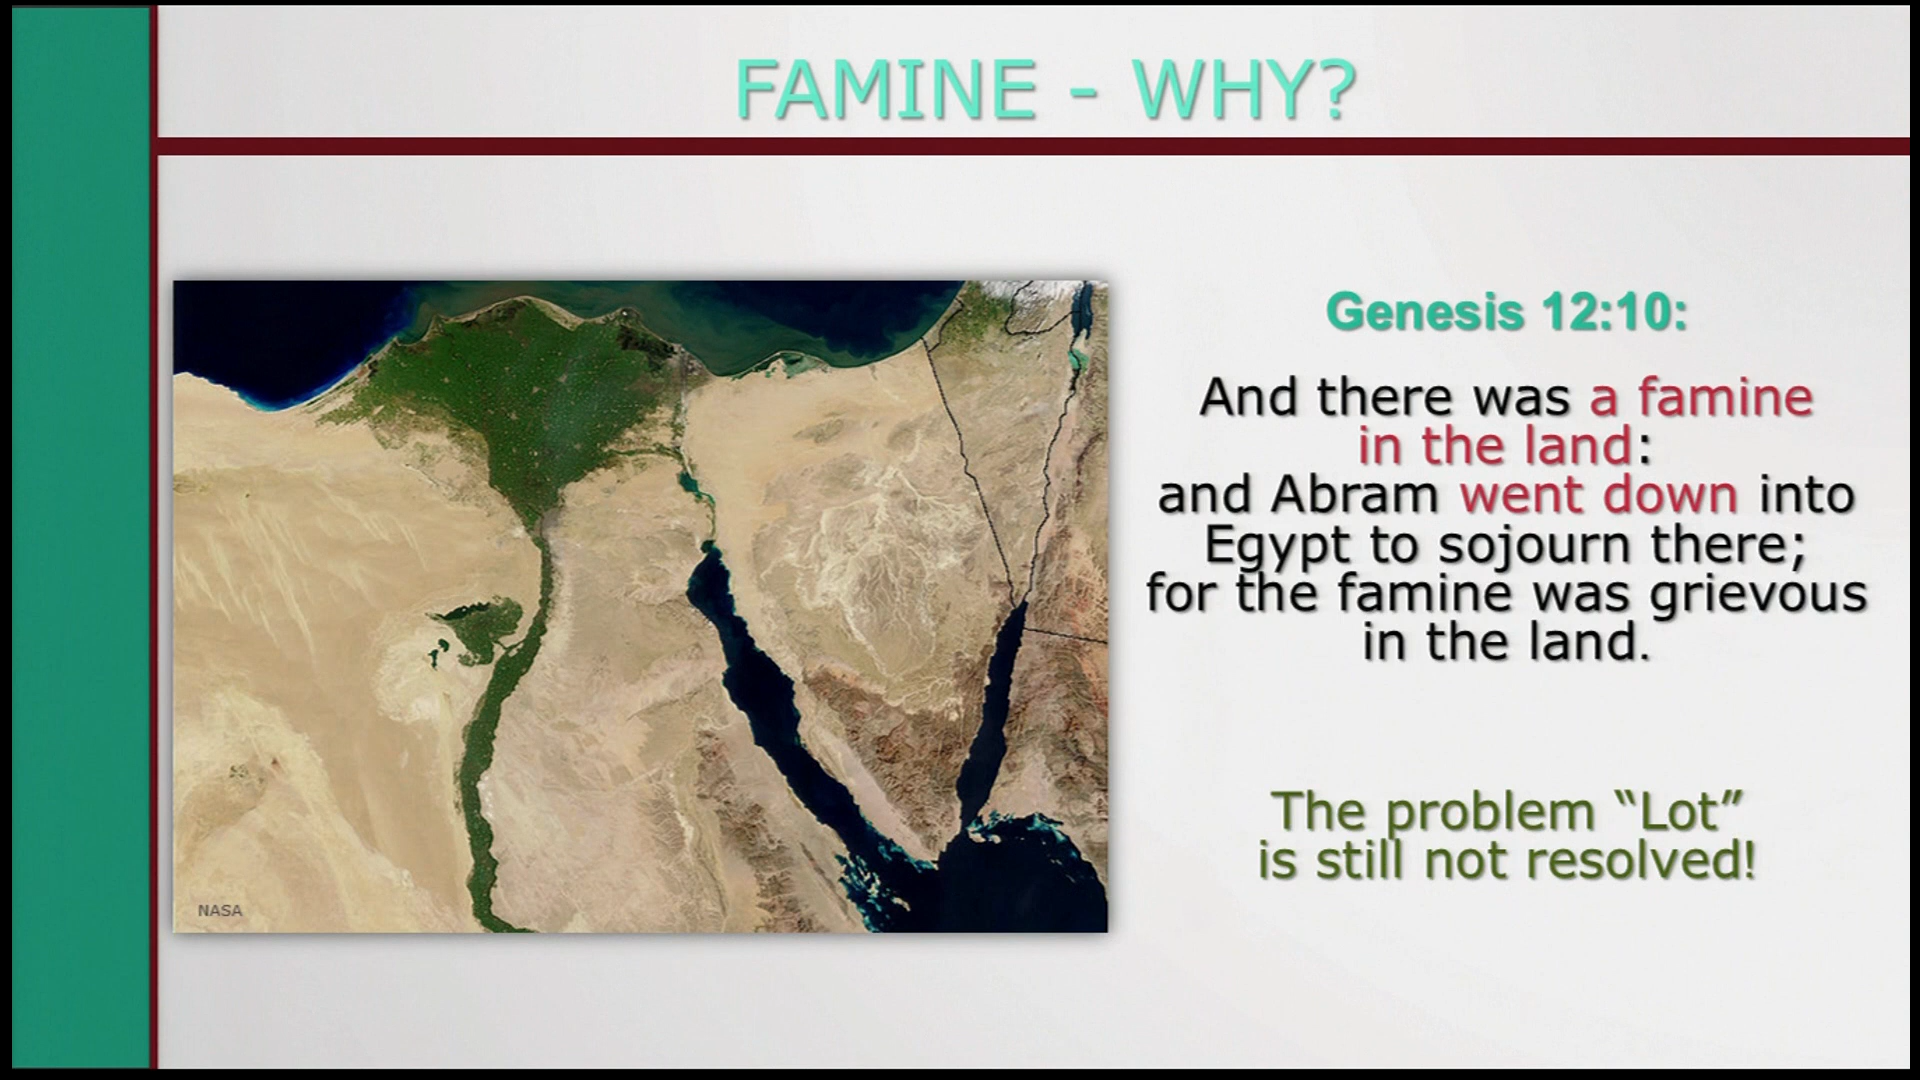 FAMINE - WHY?
Genesis 12:10:
And there was a famine
in the land:
and Abram went down into
Egypt to sojourn there;
for the famine was grievous
in the land.
The problem “Lot”
is still not resolved!
NASA